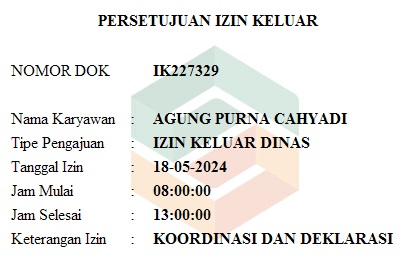 PERSETUJUAN IZIN KELUAR
NOMOR DOK IK227329
Nama Karyawan : AGUNG PURNA CAHYADI
Tipe Pengajuan : IZIN KELUAR DINAS
Tanggal Izin : 18-05-2024
Jam Mulai : 08:00:00
Jam Selesai : 13:00:00
Keterangan Izin : KOORDINASI DAN DEKLARASI